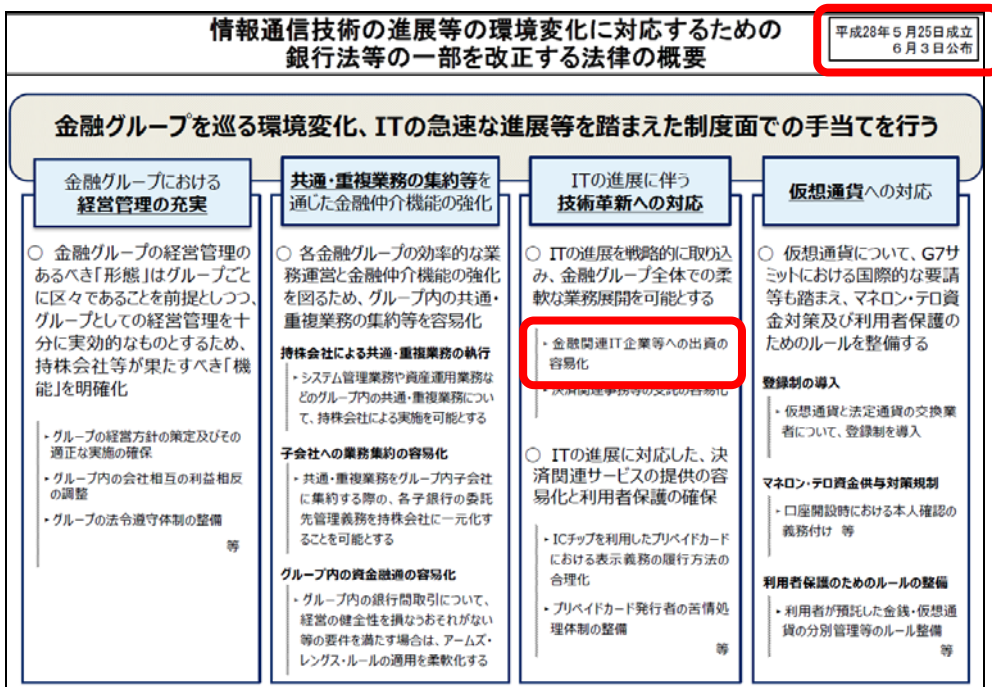 情報通信技術の進展等の環境変化に対応するための
銀行法等の一部を改正する法律の概要
平成28年5月25日成立
6月3日公布
金融グループを巡る環境変化、ITの急速な進展等を踏まえた制度面での手当てを行う
金融グループにおける
経営管理の充実
○ 金融グループの経営管理の
あるべき「形態」はグループごと
に区々であることを前提としつつ、
グループとしての経営管理を十
分に実効的なものとするため、
持株会社等が果たすべき「機
能」を明確化
・グループの経営方針の策定及びその
適正な実施の確保
・グループ内の会社相互の利益相反
の調整
・グループの法令遵守体制の整備
等
共通・重複業務の集約等を
通じた金融仲介機能の強化
○ 各金融グループの効率的な業
務運営と金融仲介機能の強化
を図るため、グループ内の共通・
重複業務の集約等を容易化
持株会社による共通・重複業務の執行
・システム管理業務や資産運用業務な
どのグループ内の共通・重複業務につい
て、持株会社による実施を可能とする
子会社への業務集約の容易化
・共通・重複業務をグループ内子会社
に集約する際の、各子銀行の委託
先管理義務を持株会社に一元化す
ることを可能とする
グループ内の資金融通の容易化
・グループ内の銀行間取引について、
経営の健全性を損なうおそれがない
等の要件を満たす場合は、アームズ・
レングス・ルールの適用を柔軟化する
ITの進展に伴う
技術革新への対応
○ ITの進展を戦略的に取り込
み、金融グループ全体での柔
軟な業務展開を可能とする
・金融関連IT企業等への出資の
容易化
・決済関連事務等の受託の容易化
○ ITの進展に対応した、決
済関連サービスの提供の容
易化と利用者保護の確保
・ICチップを利用したプリペイドカード
における表示義務の履行方法の
合理化
・プリペイドカード発行者の苦情処
理体制の整備
等
仮想通貨への対応
○ 仮想通貨について、G7サ
ミットにおける国際的な要請
等も踏まえ、マネロン・テロ資
金対策及び利用者保護の
ためのルールを整備する
登録制の導入
・仮想通貨と法定通貨の交換業
者について、登録制を導入
マネロン・テロ資金供与対策規制
・口座開設時における本人確認の
義務付け 等
利用者保護のためのルールの整備
・利用者が預託した金銭・仮想通
貨の分別管理等のルール整備
等